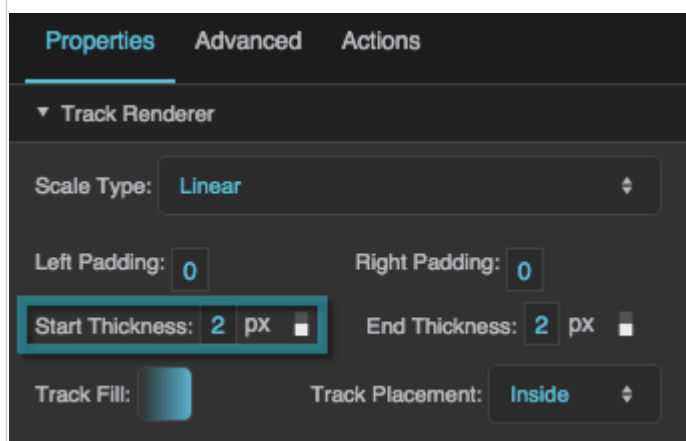 Properties Advanced Actions
Track Renderer
Scale Type: Linear
Left Padding: 0 Right Padding: 0
Start Thickness: 2 px End Thickness: 2 px
Track Fill: Track Placement: Inside